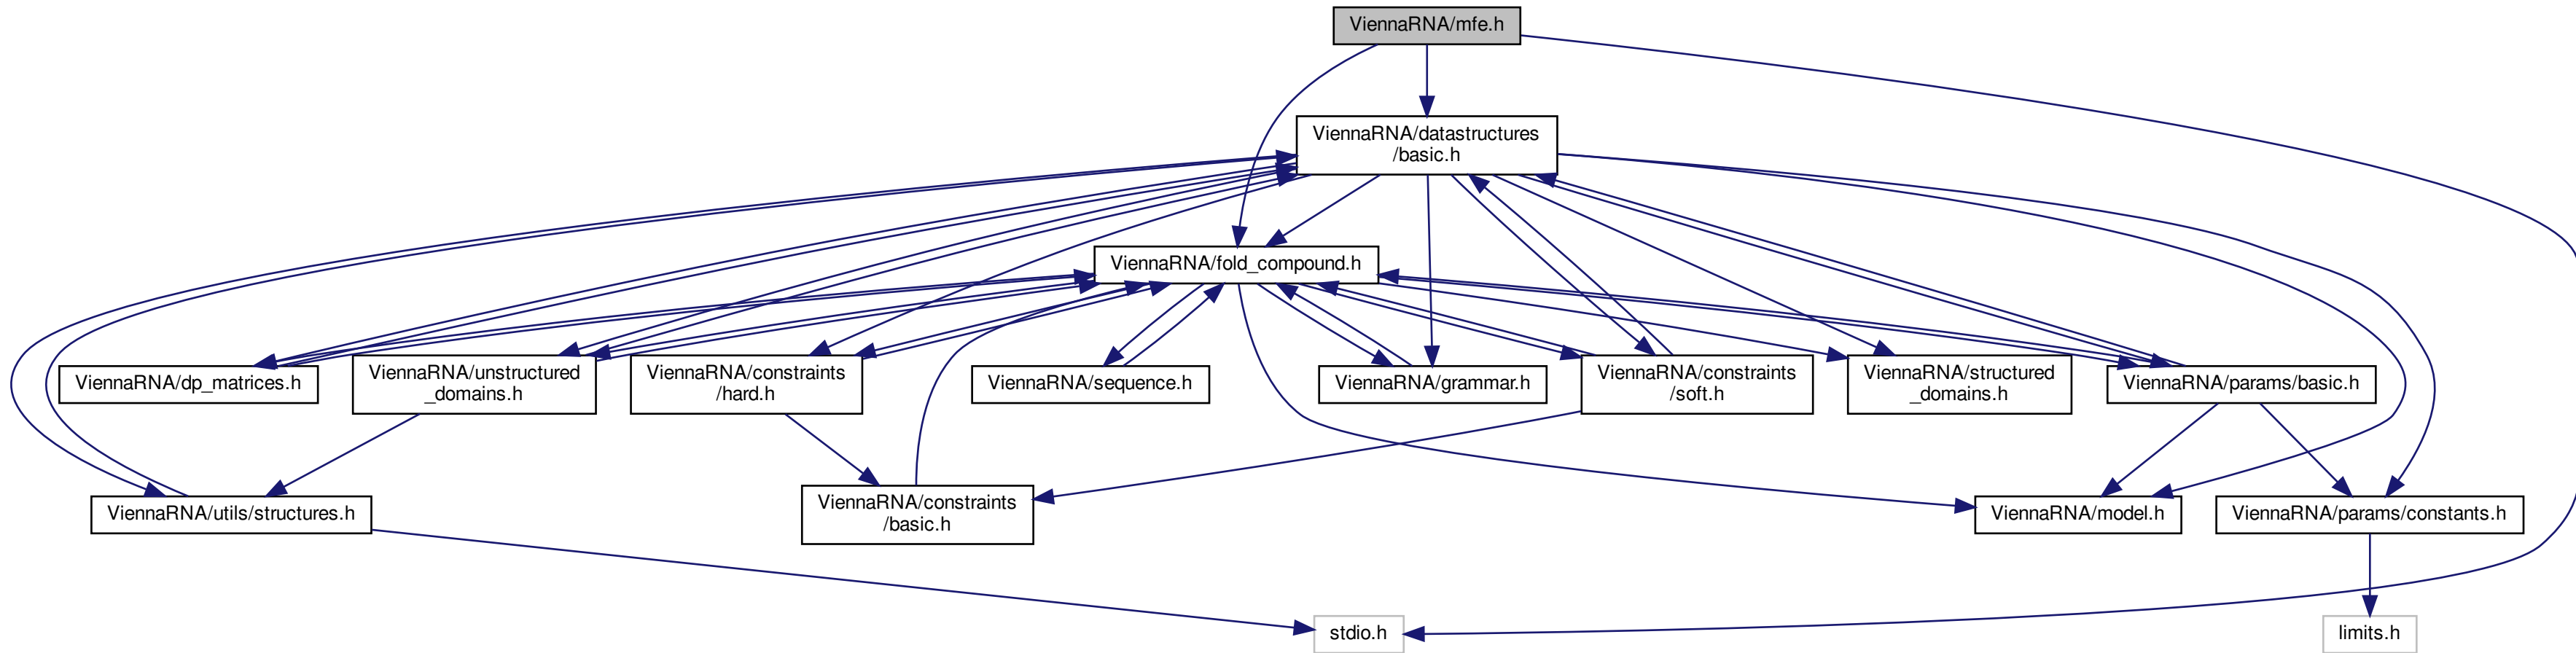 ViennaRNA/mfe.h
ViennaRNA/datastructures
/basic.h
ViennaRNA/fold_compound.h
ViennaRNA/dp_matrices.h
ViennaRNA/unstructured
_domains.h
ViennaRNA/constraints
/hard.h
ViennaRNA/sequence.h
ViennaRNA/grammar.h
ViennaRNA/constraints
/soft.h
ViennaRNA/structured
_domains.h
ViennaRNA/params/basic.h
ViennaRNA/utils/structures.h
ViennaRNA/constraints
/basic.h
ViennaRNA/model.h
ViennaRNA/params/constants.h
stdio.h
limits.h